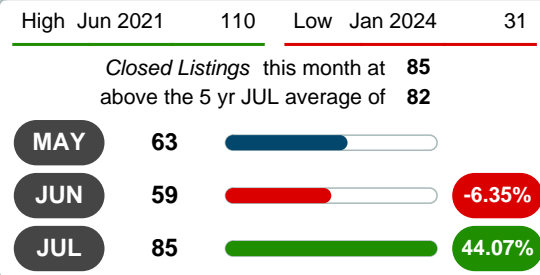 High Jun 2021 110 Low Jan 2024 31
Closed Listings this month at 85
above the 5 yr JUL average of 82
MAY 63
JUN 59 -6.35%
JUL 85 44.07%